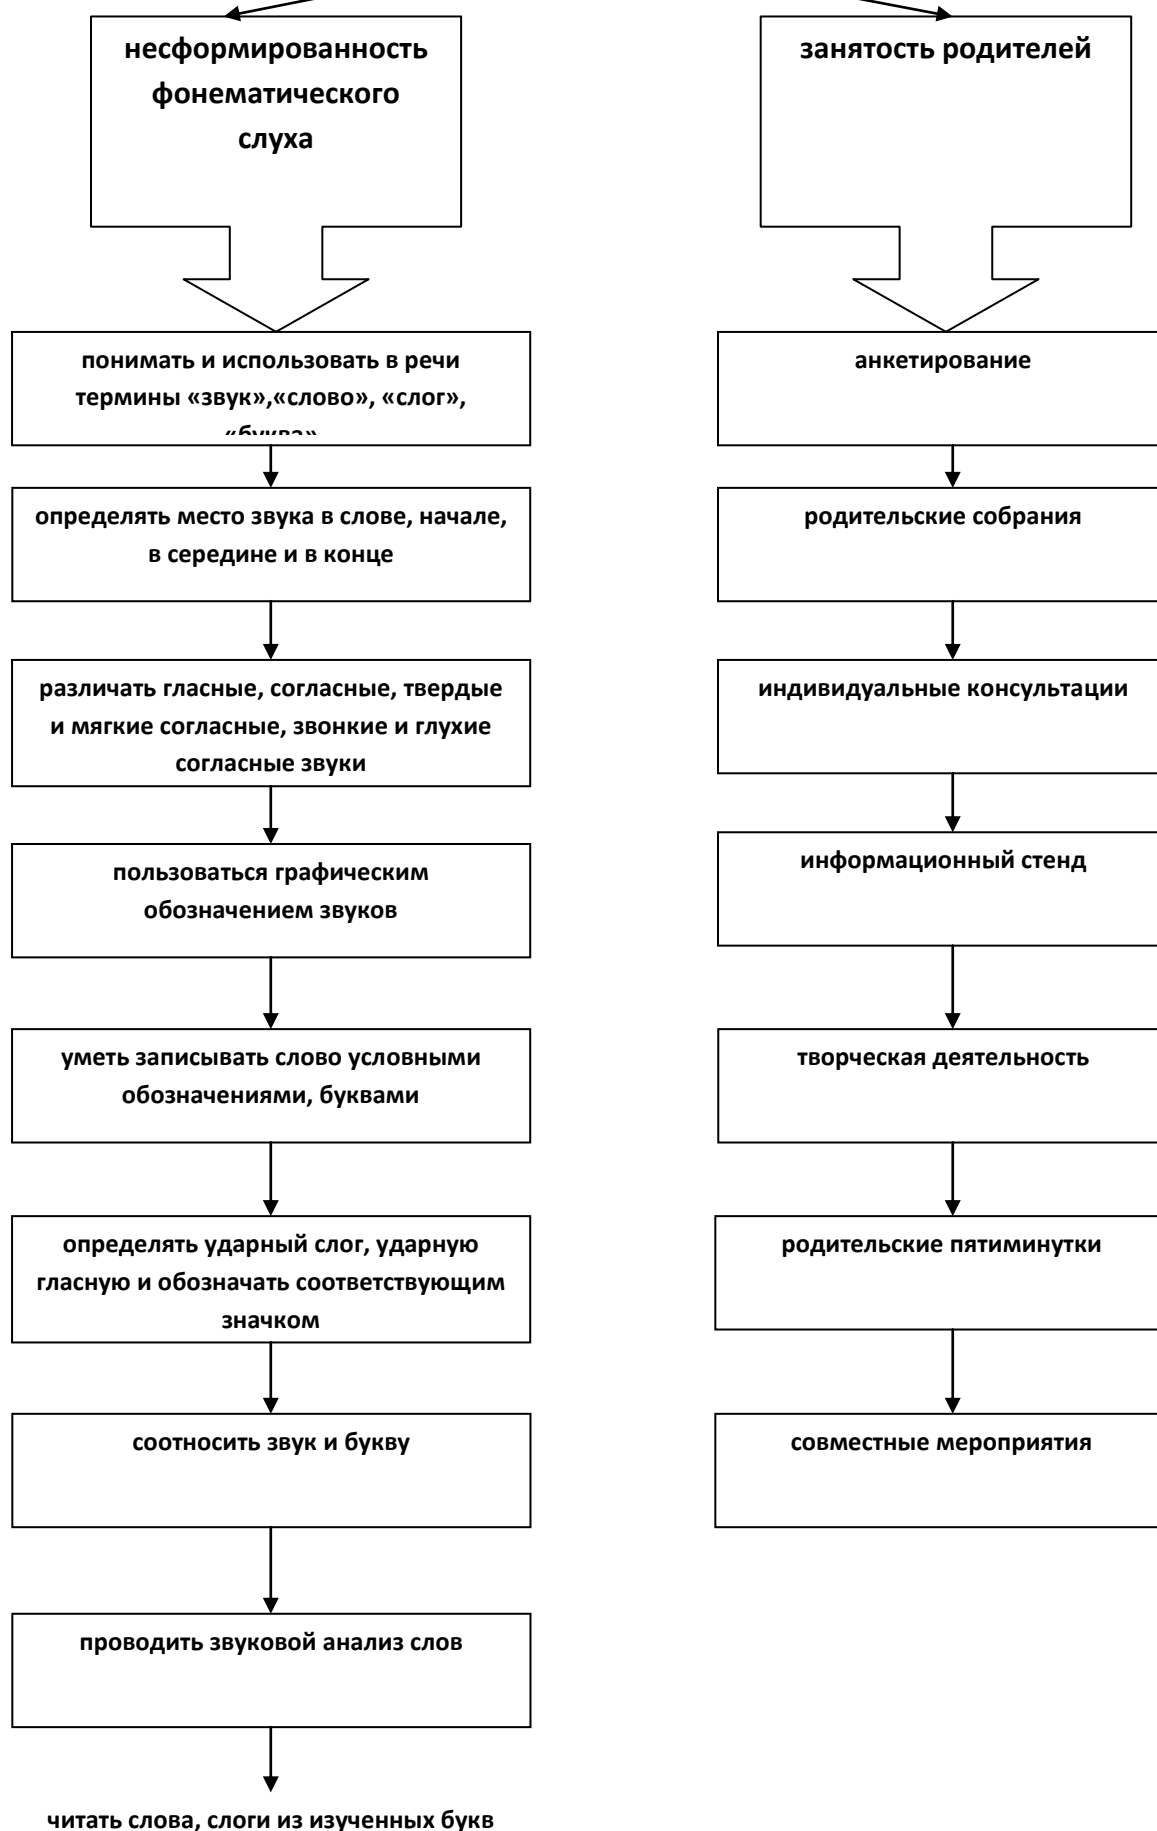 несформированность
фонематического
слуха
занятость родителей
понимать и использовать в речи
термины «звук»,«слово», «слог»,
«буква»
анкетирование
определять место звука в слове, начале,
в середине и в конце
родительские собрания
различать гласные, согласные, твердые
и мягкие согласные, звонкие и глухие
согласные звуки
индивидуальные консультации
пользоваться графическим
обозначением звуков
информационный стенд
уметь записывать слово условными
обозначениями, буквами
творческая деятельность
определять ударный слог, ударную
гласную и обозначать соответствующим
значком
родительские пятиминутки
соотносить звук и букву
совместные мероприятия
проводить звуковой анализ слов
читать слова, слоги из изученных букв